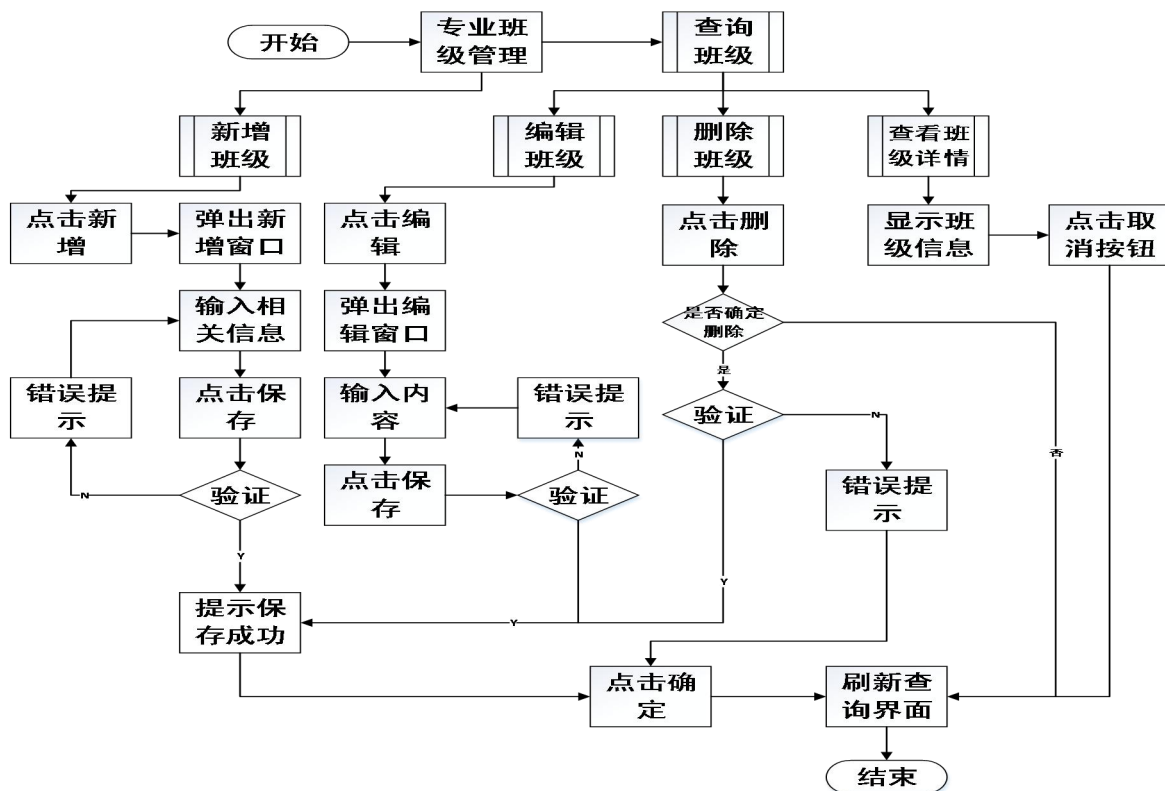 开始
专业班
级管理
查询
班级
新增
班级
编辑
班级
删除
班级
查看班
级详情
点击新
增
弹出新
增窗口
点击编
辑
点击删
除
显示班
级信息
点击取
消按钮
输入相
关信息
弹出编
辑窗口
是否确定
删除
是
错误提
示
点击保
存
输入内
容
错误提
示
验证
N
否
N
验证
N
点击保
存
验证
错误提
示
Y
Y
提示保
存成功
Y
点击确
定
刷新查
询界面
结束